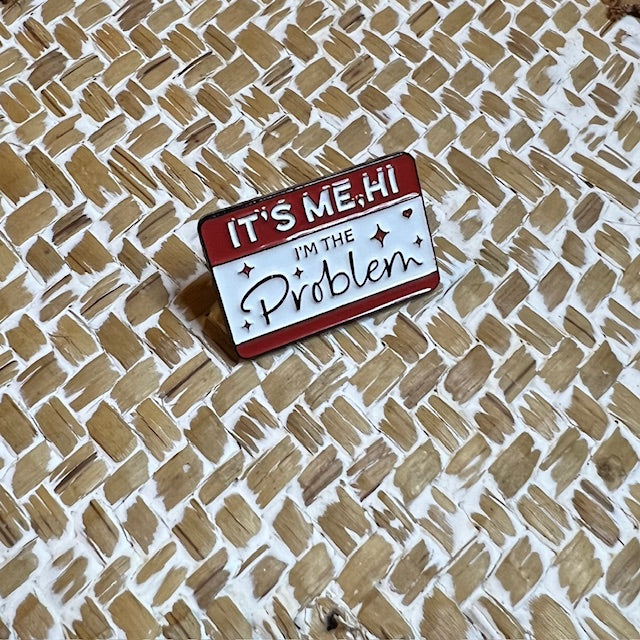 IT'S ME,HI
I'M THE
Problem